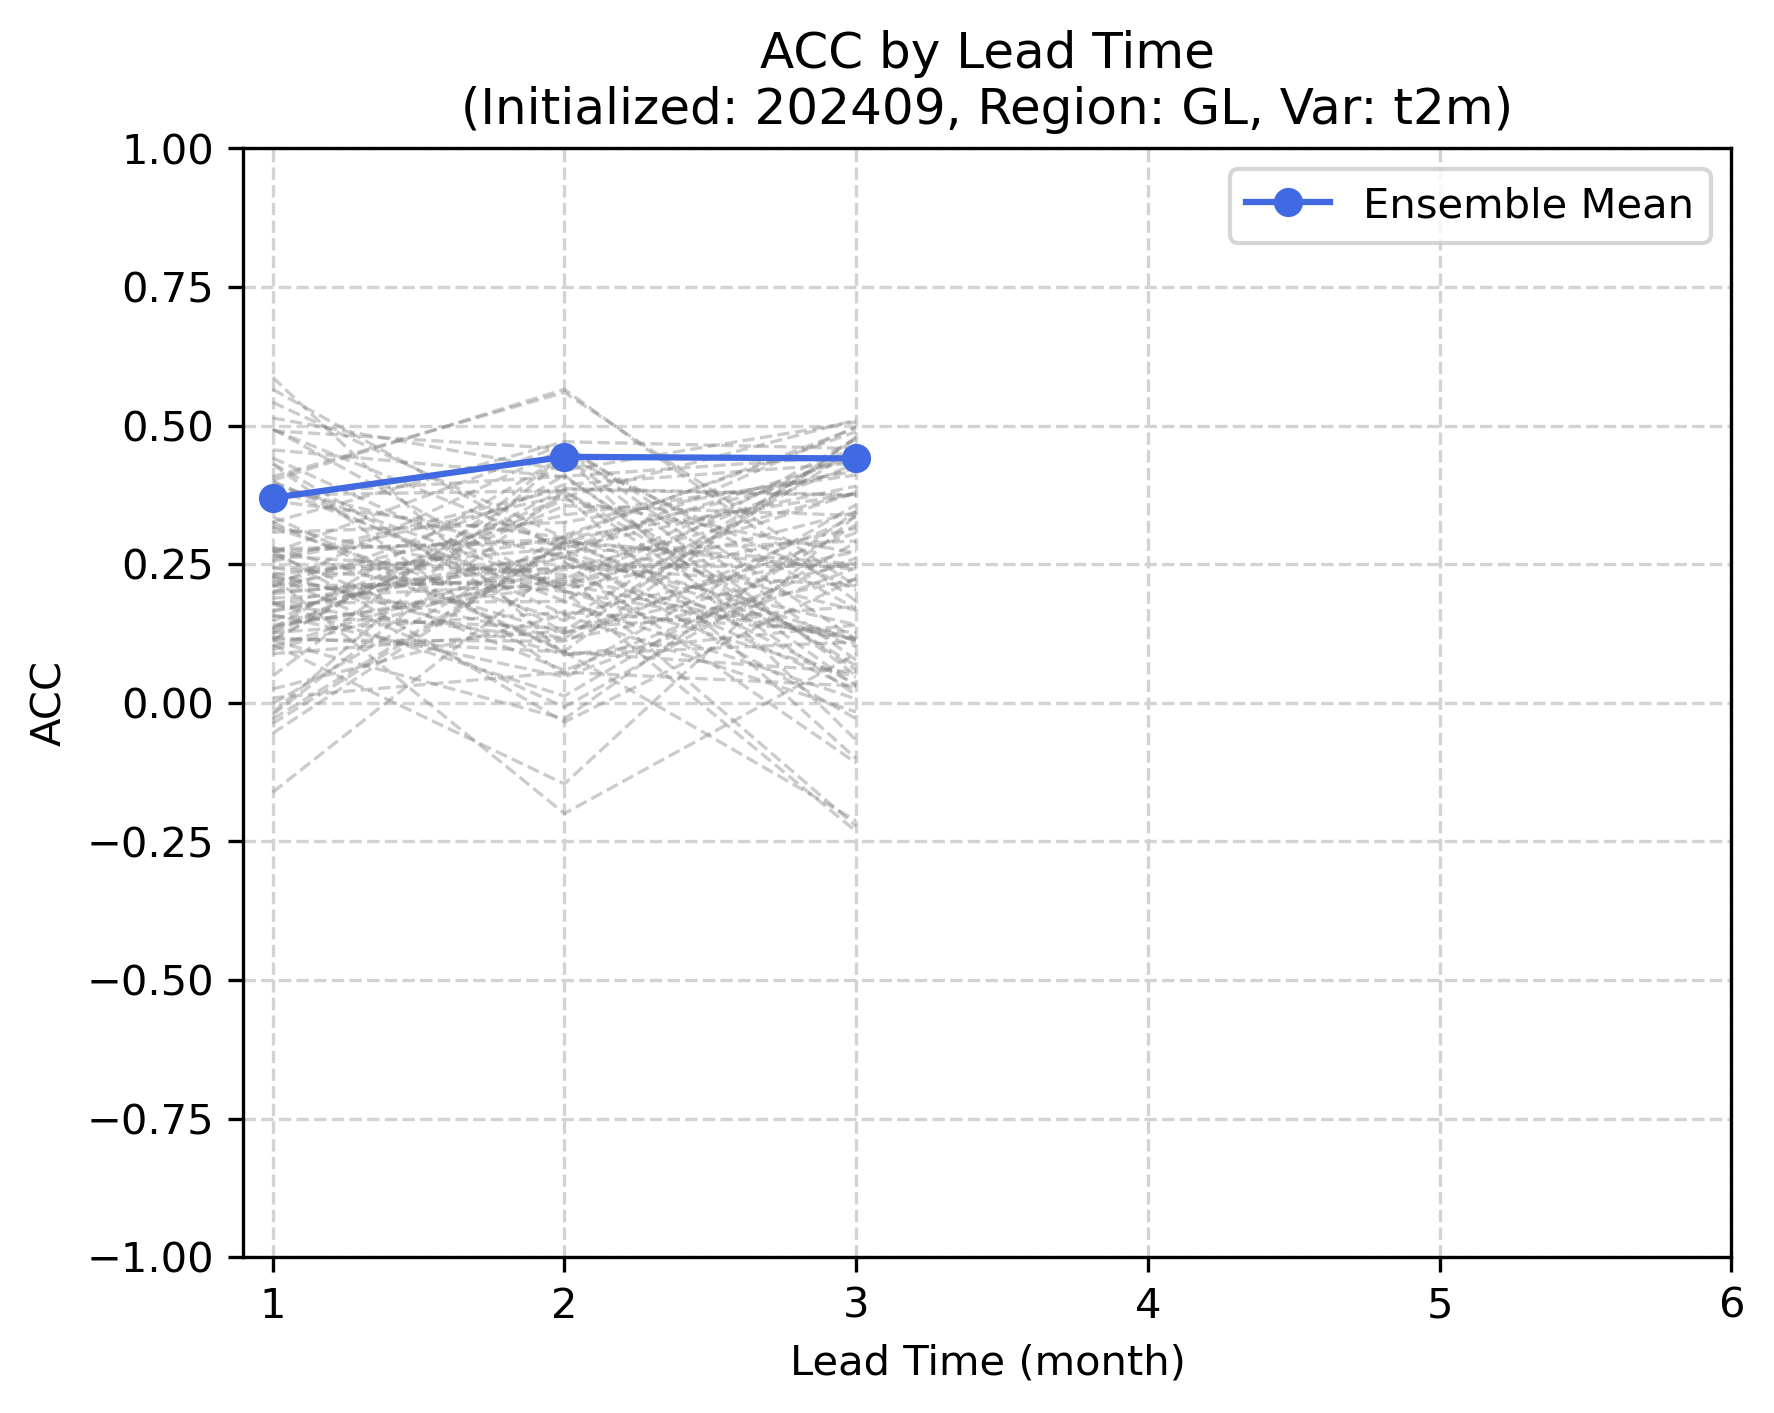 ACC by Lead Time
(Initialized: 202409, Region: GL, Var: t2m)
Ensemble Mean
1.00
0.75
0.50
0.25
0.00
−0.25
−0.50
−0.75
−1.00
ACC
1 2 3 4 5 6
Lead Time (month)